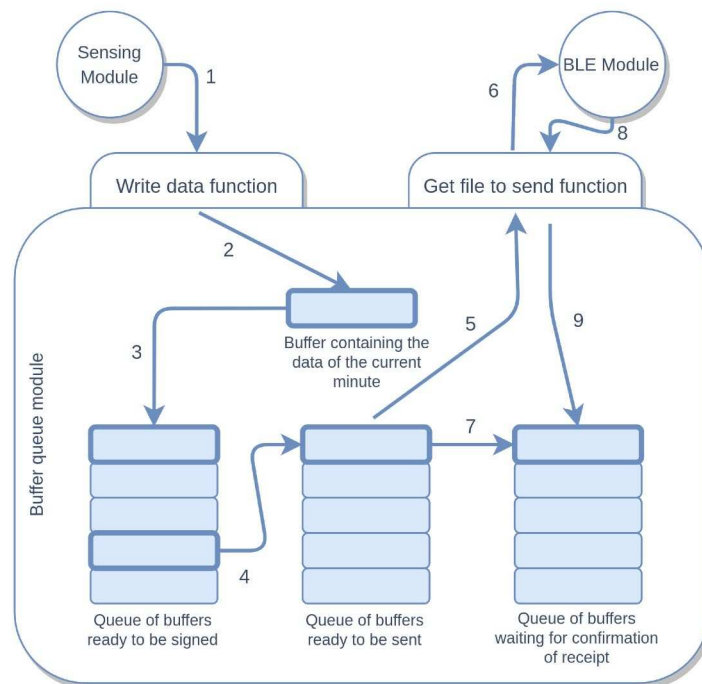 Sensing
Module
1
6
BLE Module
8
Write data function
Get file to send function
2
Buffer containing the
data of the current
minute
3
5
9
Buffer queue module
7
4
Queue of buffers
ready to be signed
Queue of buffers
ready to be sent
Queue of buffers
waiting for confirmation
of receipt